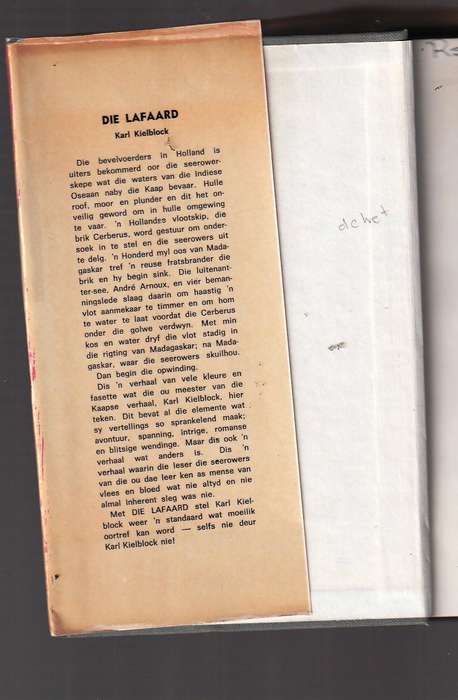 DIE LAFAARD
Karl Kielblock
Die bevelvoerders in Holland is
uiters bekommerd oor die seerower-
skepe wat die waters van die Indiese
Oseaan naby die Kaap bevaar. Hulle
roof, moor en plunder en dit het on-
veilig geword om in hulle omgewing
te vaar. 'n Hollandes vlootskip, die
brik Cerberus, word gestuur om onder-
soek in te stel en die seerowers uit
te delg. 'n Honderd myl oos van Mada-
gaskar tref 'n reuse fratsbrander die
brik en hy begin sink. Die luitenant-
ter-see, André Arnoux, en vier beman-
ningslede slaag daarin om haastig 'n
vlot aanmekaar te timmer en om hom
te water te laat voordat die Cerberus
onder die golwe verdwyn. Met min
kos en water dryf die vlot stadig in
die rigting van Madagaskar; na Mada-
gaskar, waar die seerowers skuilhou.
Dan begin die opwinding.
Dis 'n verhaal van vele kleure en
fasette wat die ou meester van die
Kaapse verhaal, Karl Kielblock, hier
teken. Dit bevat al die elemente wat
sy vertellings so sprankelend maak;
avontuur, spanning, intrige, romanse
en blitsige wendinge. Maar dis ook 'n
verhaal wat anders is. Dis 'n
verhaal waarin die leser die seerowers
van die ou dae leer ken as mense van
vlees en bloed wat nie altyd en nie
almal inherent sleg was nie.
Met DIE LAFAARD stel Karl Kiel-
block weer 'n standaard wat moeilik
oortref kan word — selfs nie deur
Karl Kielblock nie!